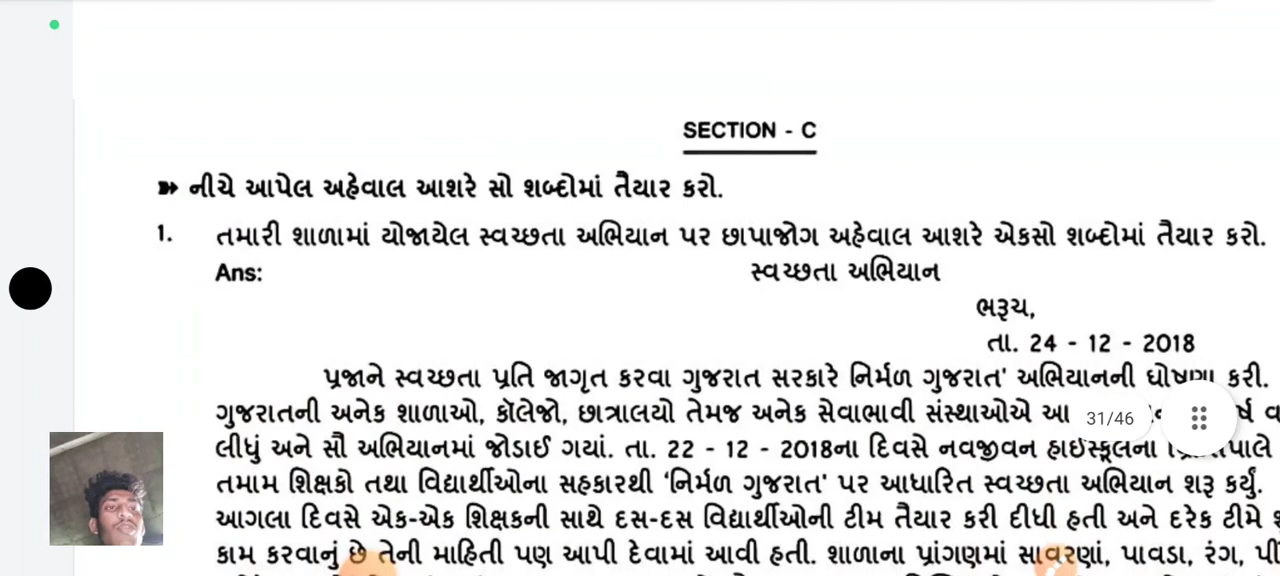 SECTION - C
➽ નીચે આપેલ અહેવાલ આશરે સો શબ્દોમાં તૈયાર કરો.
1. તમારી શાળામાં યોજાયેલ સ્વચ્છતા અભિયાન પર છાપાજોગ અહેવાલ આશરે એકસો શબ્દોમાં તૈયાર કરો.
Ans: સ્વચ્છતા અભિયાન
ભરૂચ,
તા. 24 - 12 - 2018
પ્રજાને સ્વચ્છતા પ્રતિ જાગૃત કરવા ગુજરાત સરકારે નિર્મળ ગુજરાત' અભિયાનની ઘોષણા કરી.
ગુજરાતની અનેક શાળાઓ, કૉલેજો, છાત્રાલયો તેમજ અનેક સેવાભાવી સંસ્થાઓએ આ
31/46
લીધું અને સૌ અભિયાનમાં જોડાઈ ગયાં. તા. 22 - 12 - 2018ના દિવસે નવજીવન હાઈસ્કૂલના
તમામ શિક્ષકો તથા વિદ્યાર્થીઓના સહકારથી 'નિર્મળ ગુજરાત' પર આધારિત સ્વચ્છતા અભિયાન શરૂ કર્યું.
આગલા દિવસે એક-એક શિક્ષકની સાથે દસ-દસ વિદ્યાર્થીઓની ટીમ તૈયાર કરી દીધી હતી અને દરેક ટીમે
કામ કરવાનું છે તેની માહિતી પણ આપી દેવામાં આવી હતી. શાળાના પ્રાંગણમાં સાવરણાં, પાવડા, રંગ,